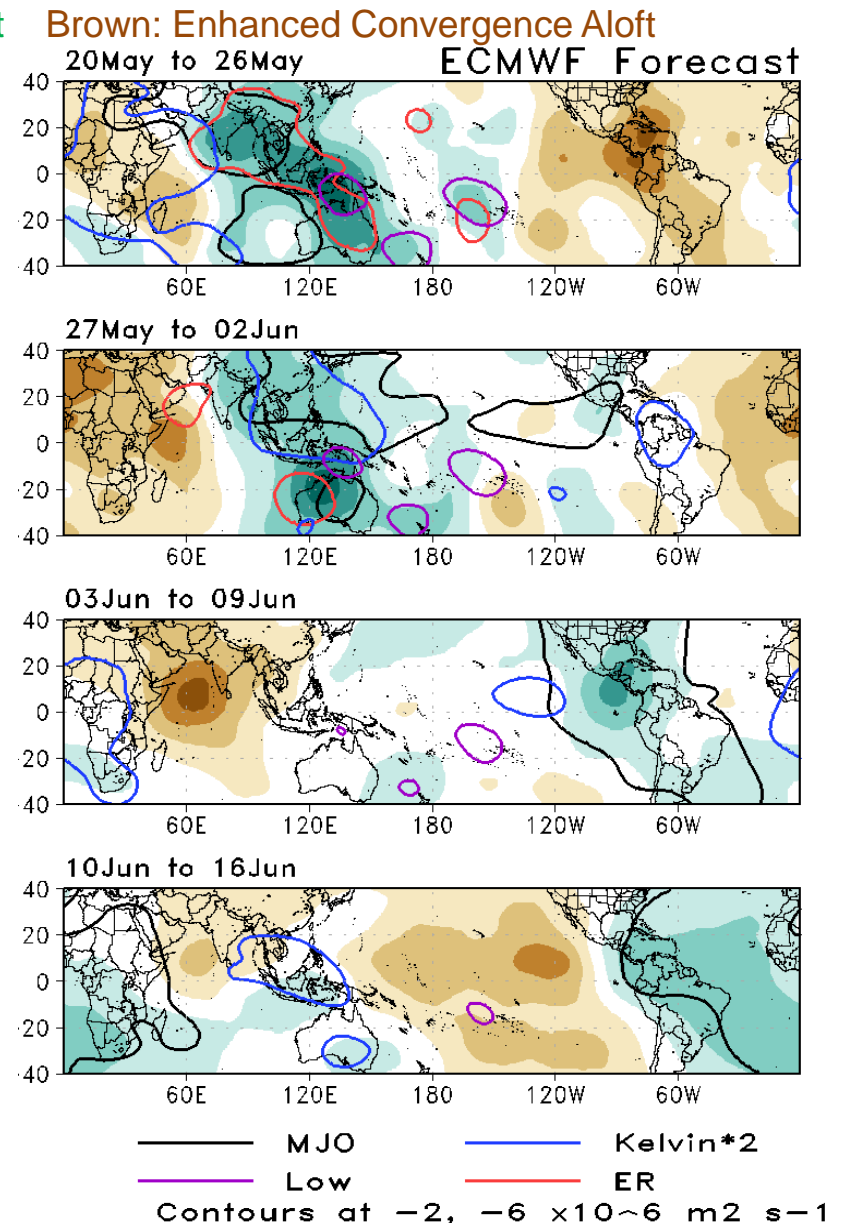 t Brown: Enhanced Convergence Aloft
20May to 26May ECMWF Forecast
40
20
0
20
40
60E 120E 180 120W 60W
27May to 02Jun
40
20
0
20
40
60E 120E 180 120W 60W
03Jun to 09Jun
40
20
0
20
40
60E 120E 180 120W 60W
10Jun to 16Jun
40
20
0
20
40
60E 120E 180 120W 60W
MJO Kelvin*2
Low ER
Contours at -2, -6 x10^6 m2 s-1